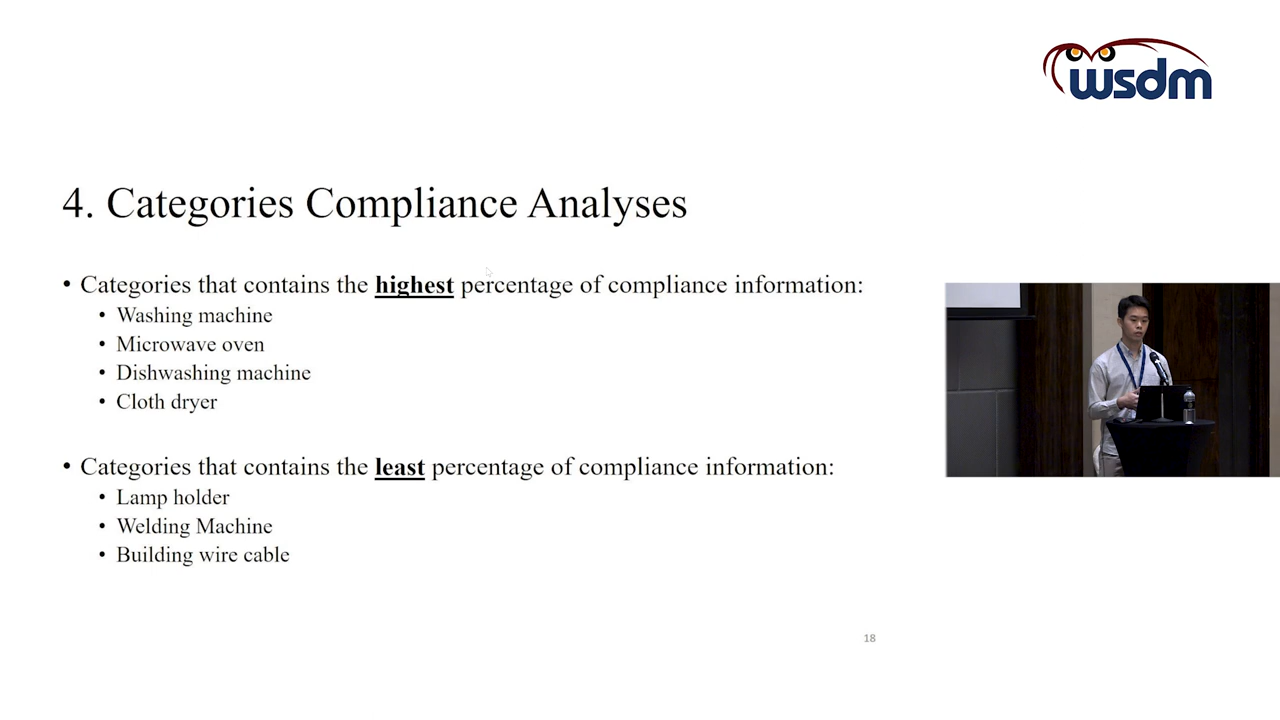 wsdm
4. Categories Compliance Analyses
• Categories that contains the highest percentage of compliance information:
• Washing machine
• Microwave oven
• Dishwashing machine
• Cloth dryer
• Categories that contains the least percentage of compliance information:
• Lamp holder
• Welding Machine
• Building wire cable
18